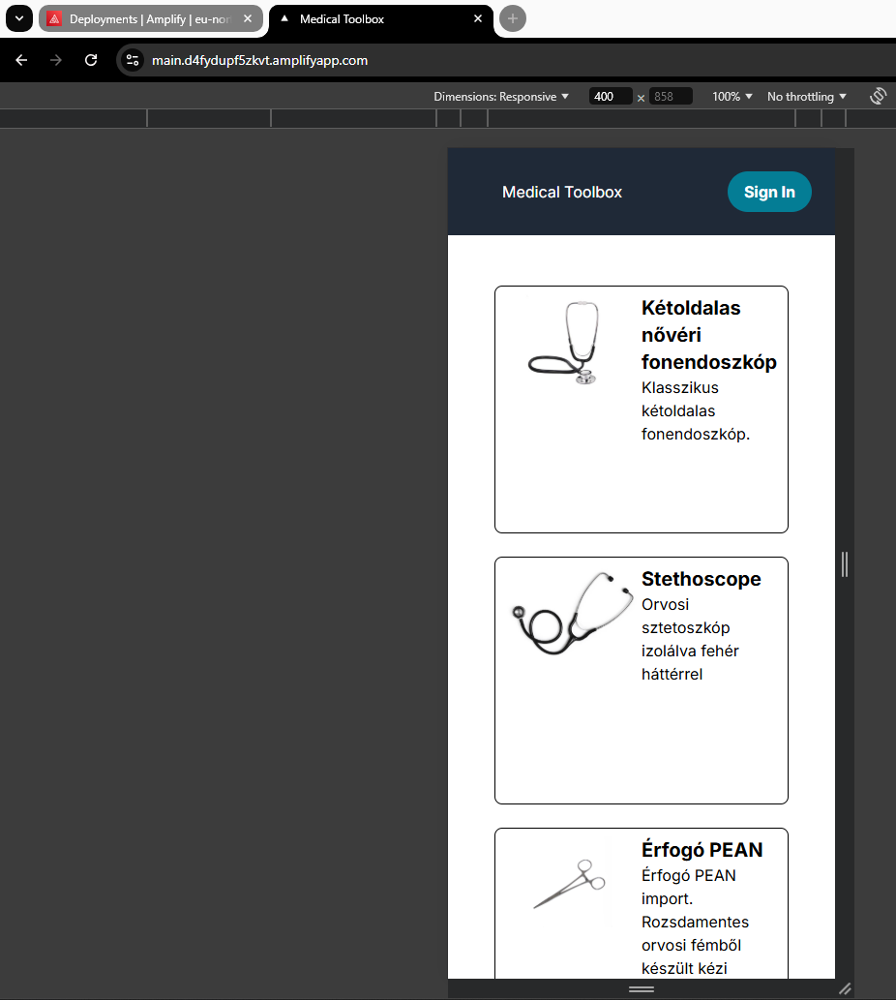 Deployments | Amplify | eu-nor
Medical Toolbox
main.d4fydupf5zkvt.amplifyapp.com
Dimensions: Responsive ▼ 400 × 858 100% ▼ No throttling ▼
Medical Toolbox
Sign In
Kétoldalas
nővéri
fonendoszkóp
Klasszikus
kétoldalas
fonendoszkóp.
Stethoscope
Orvosi
sztetoszkóp
izolálva fehér
háttérrel
Érfogó PEAN
Érfogó PEAN
import.
Rozsdamentes
orvosi fémből
készült kézi